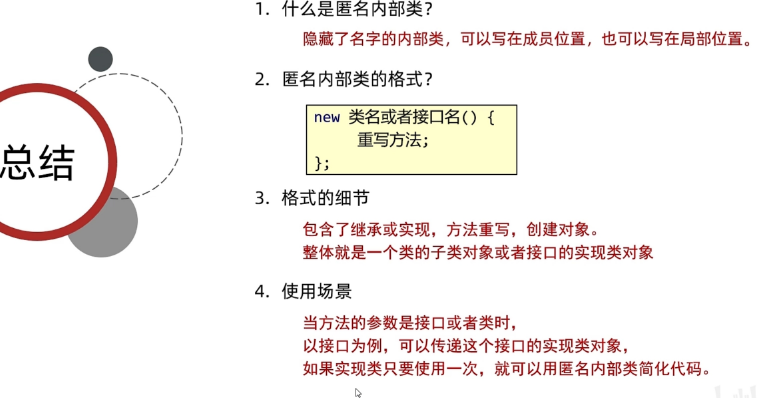 1. 什么是匿名内部类?
隐藏了名字的内部类，可以写在成员位置，也可以写在局部位置。
2. 匿名内部类的格式?
new 类名或者接口名() {
重写方法;
};
总结
3. 格式的细节
包含了继承或实现，方法重写，创建对象。
整体就是一个类的子类对象或者接口的实现类对象
4. 使用场景
当方法的参数是接口或者类时，
以接口为例，可以传递这个接口的实现类对象，
如果实现类只要使用一次，就可以用匿名内部类简化代码。